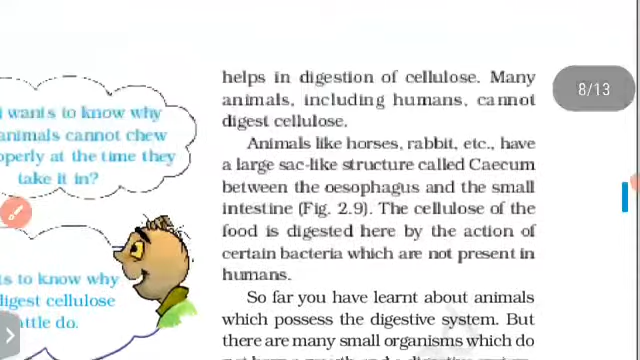 helps in digestion of cellulose. Many
animals, including humans, cannot
digest cellulose.
Animals like horses, rabbit, etc., have
a large sac-like structure called Caecum
between the oesophagus and the small
intestine (Fig. 2.9). The cellulose of the
food is digested here by the action of
certain bacteria which are not present in
humans.
So far you have learnt about animals
which possess the digestive system. But
there are many small organisms which do
8/13
wants to know why
animals cannot chew
operly at the time they
take it in?
ts to know why
digest cellulose
attle do.